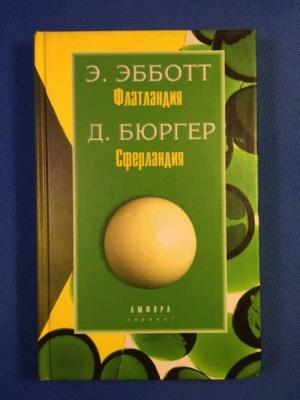 Э. ЭББОТТ
Флатландия
Д. БЮРГЕР
Сферландия
АМФОРА